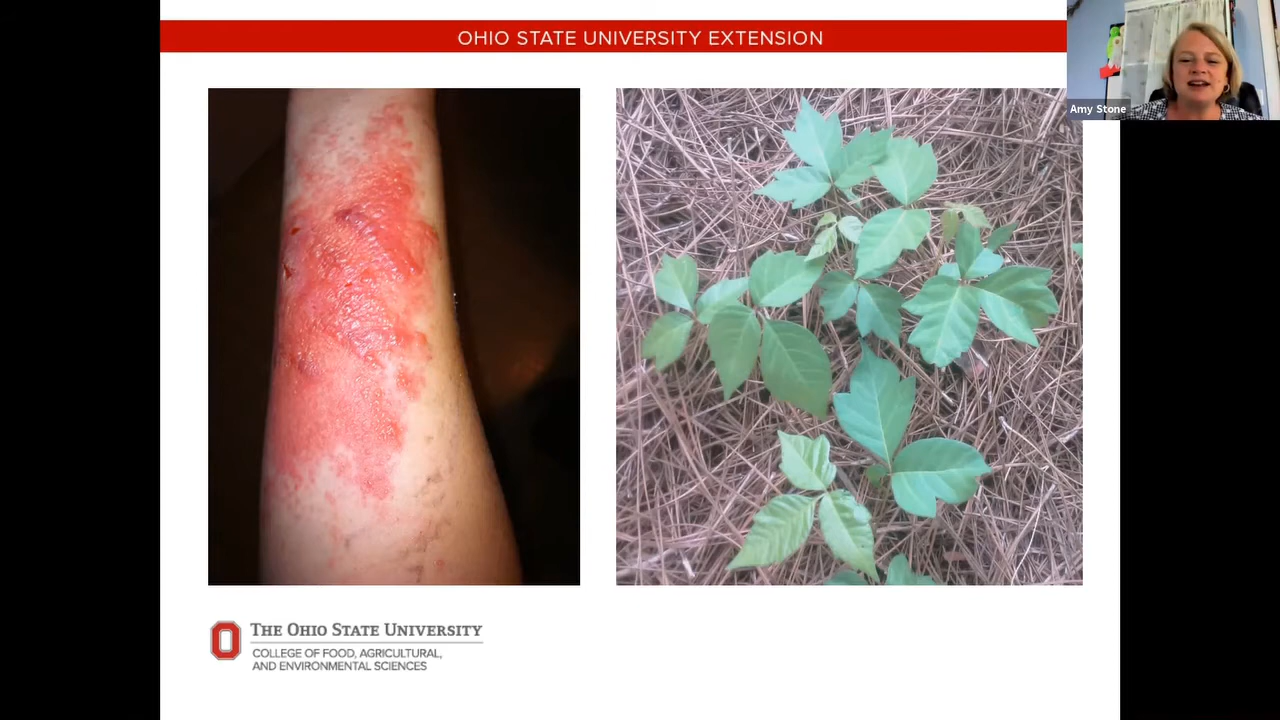 OHIO STATE UNIVERSITY EXTENSION
Amy Stone
THE OHIO STATE UNIVERSITY
COLLEGE OF FOOD, AGRICULTURAL,
AND ENVIRONMENTAL SCIENCES